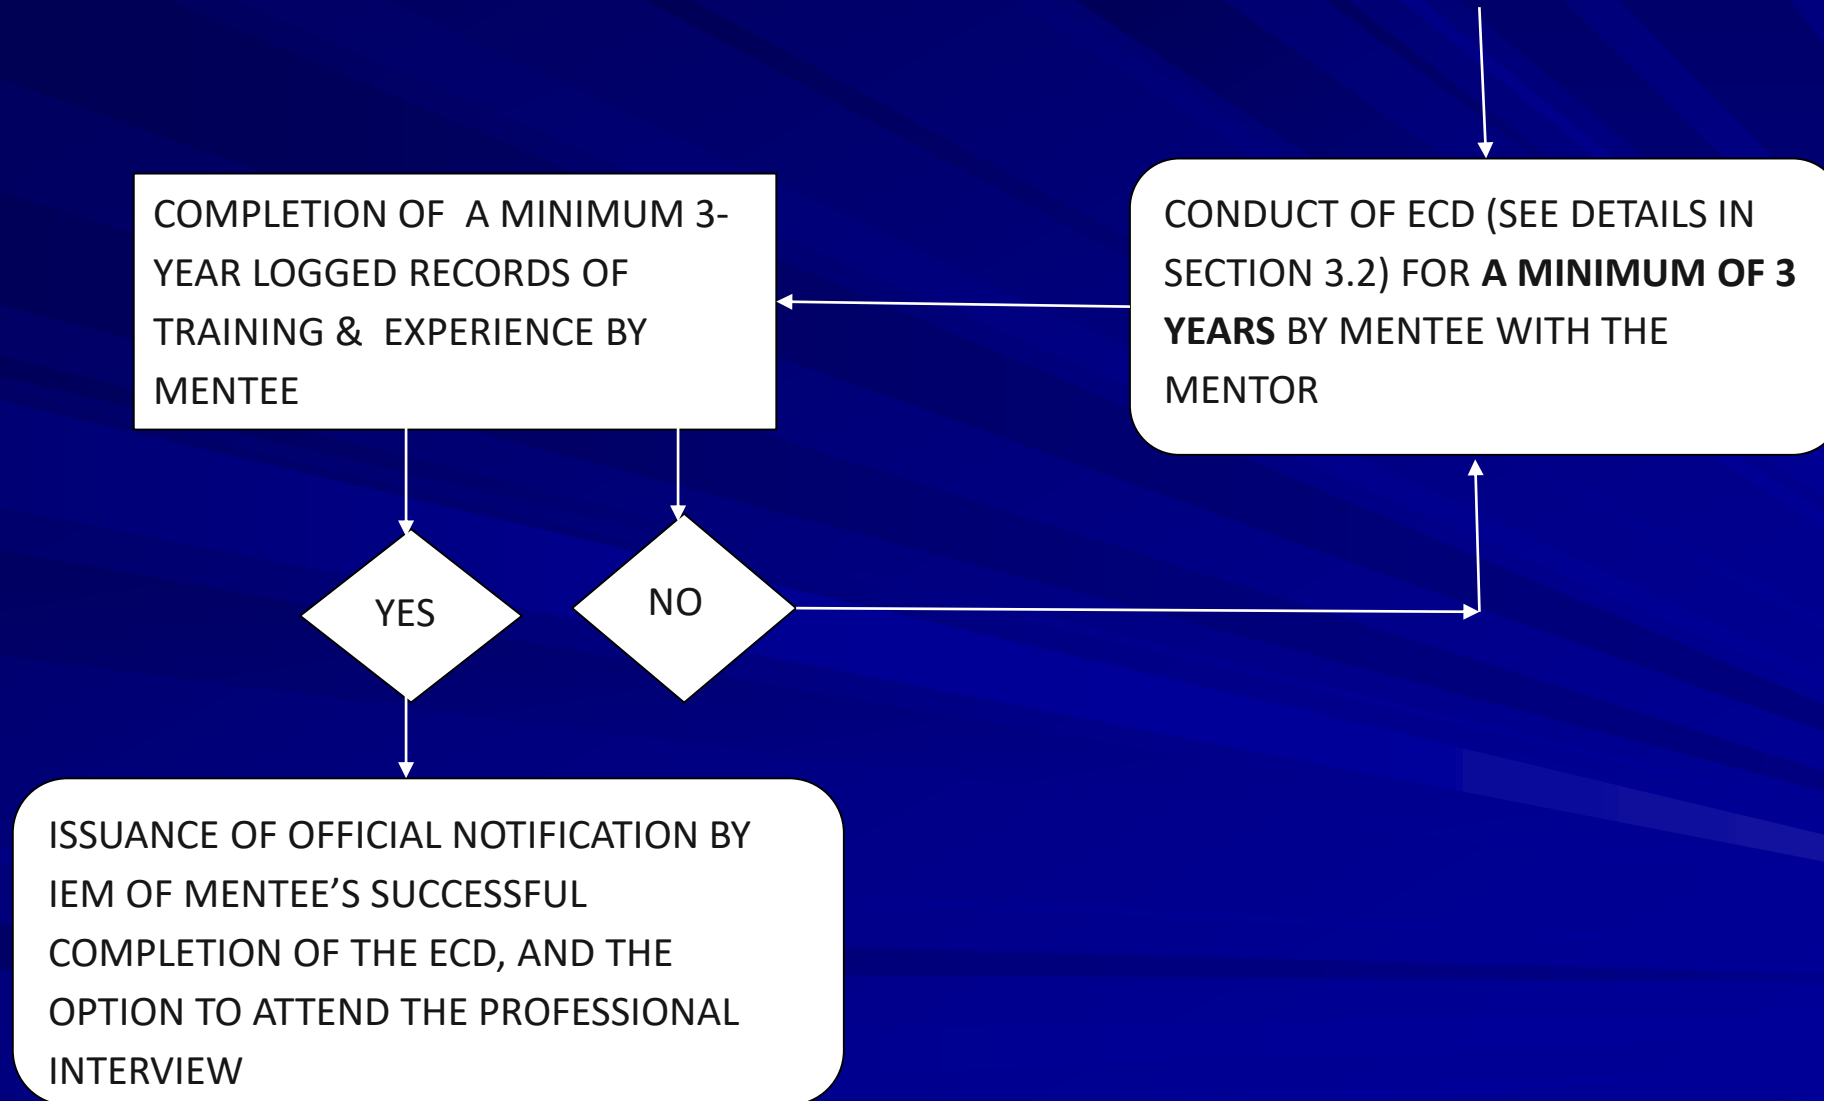 COMPLETION OF A MINIMUM 3-
YEAR LOGGED RECORDS OF
TRAINING & EXPERIENCE BY
MENTEE
CONDUCT OF ECD (SEE DETAILS IN
SECTION 3.2) FOR A MINIMUM OF 3
YEARS BY MENTEE WITH THE
MENTOR
YES
NO
ISSUANCE OF OFFICIAL NOTIFICATION BY
IEM OF MENTEE’S SUCCESSFUL
COMPLETION OF THE ECD, AND THE
OPTION TO ATTEND THE PROFESSIONAL
INTERVIEW